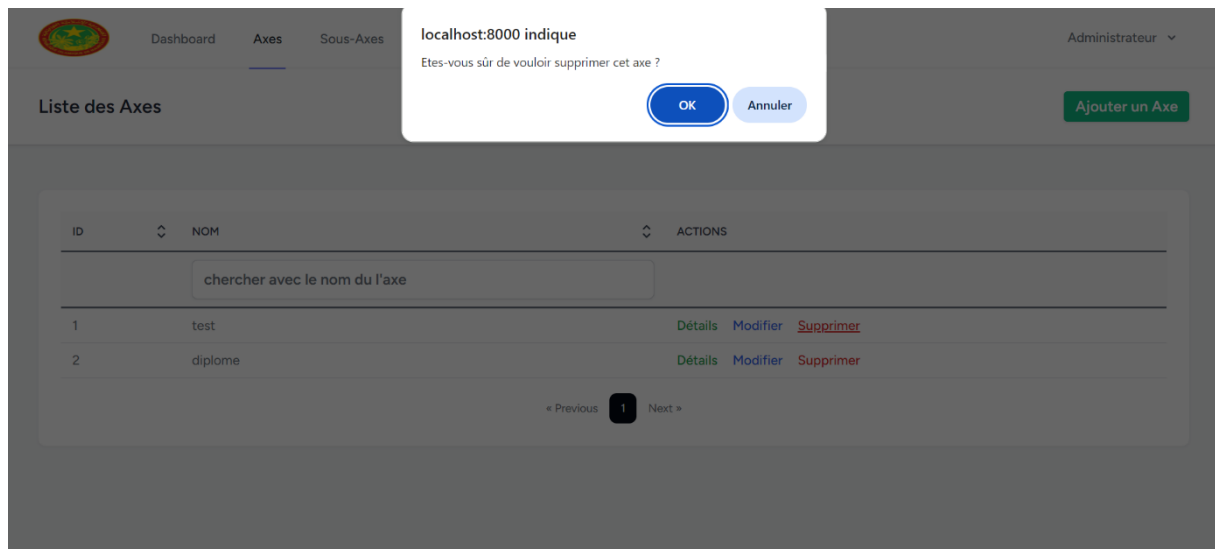 Dashboard Axes Sous-Axes
localhost:8000 indique
Etes-vous sûr de vouloir supprimer cet axe ?
OK Annuler
Administrateur
Liste des Axes
Ajouter un Axe
ID NOM ACTIONS
chercher avec le nom du l'axe
1 test Détails Modifier Supprimer
2 diplome Détails Modifier Supprimer
« Previous 1 Next »